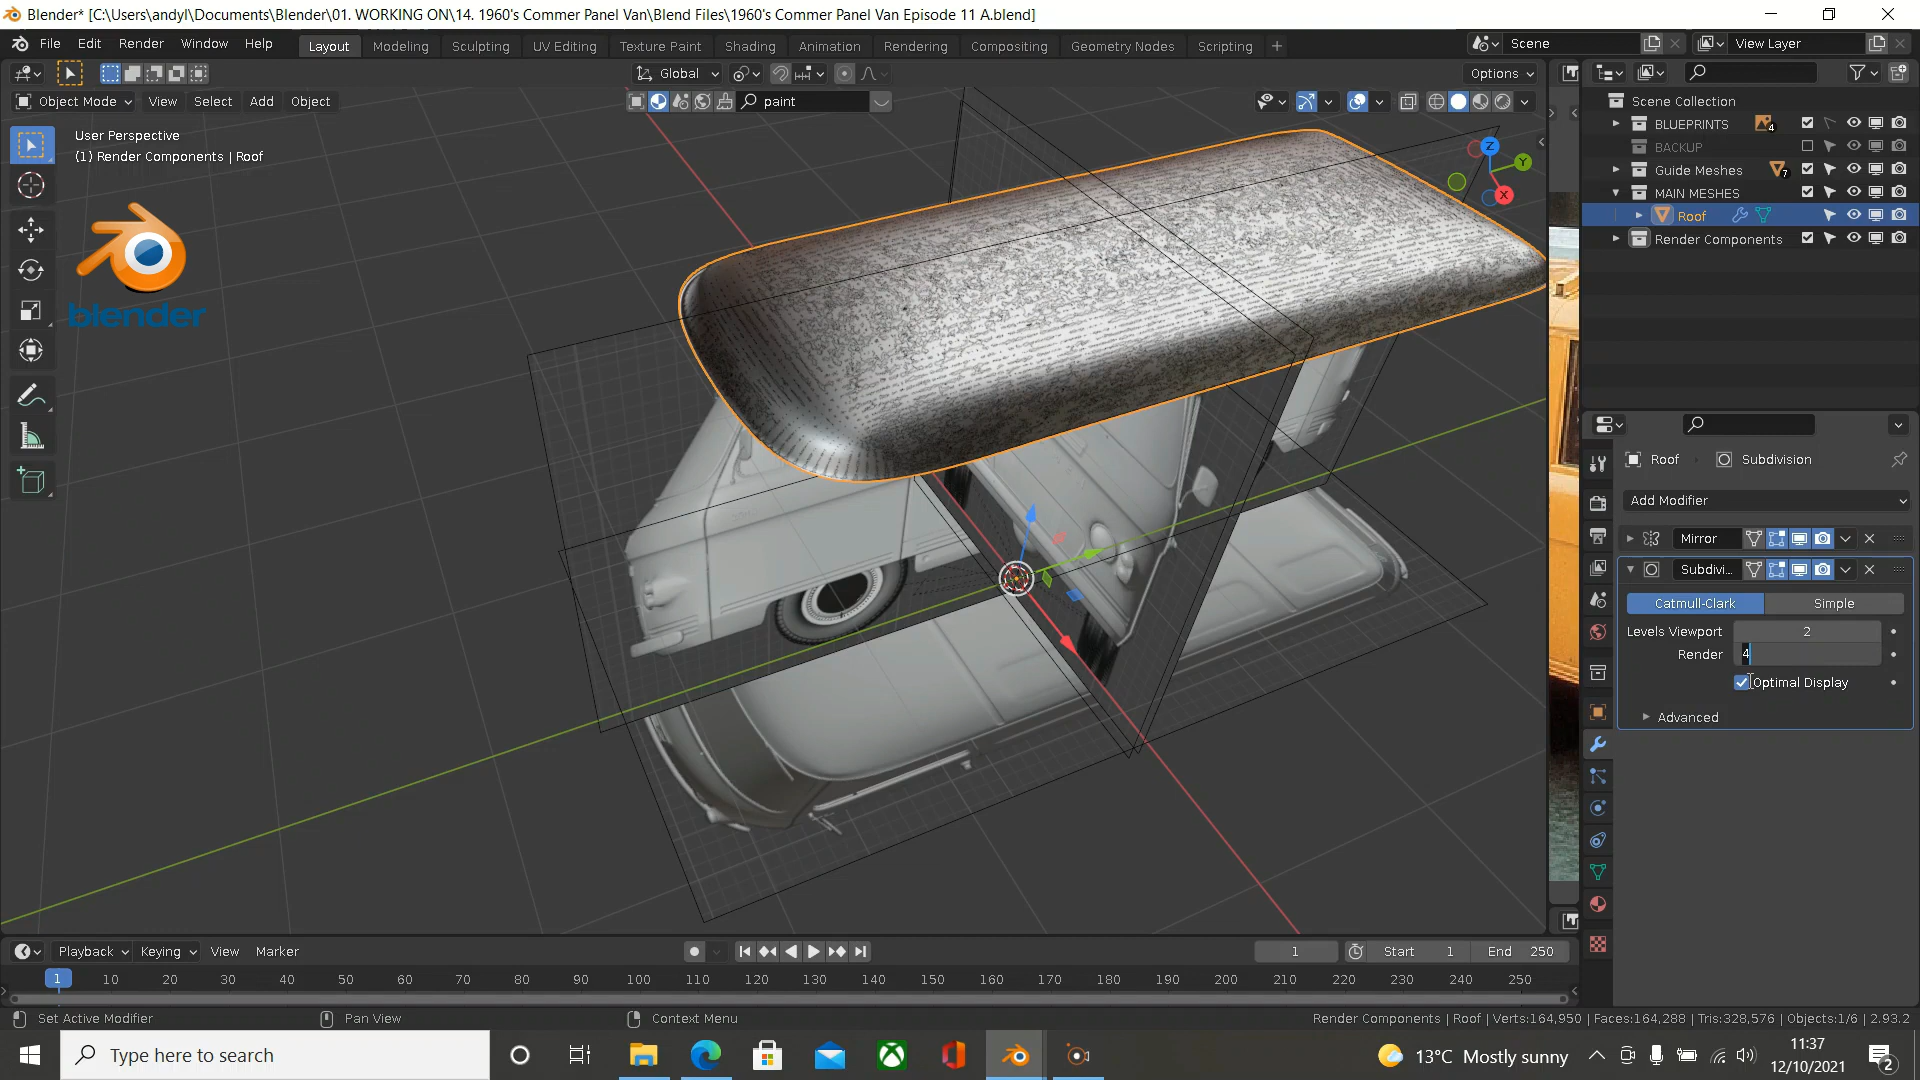 Blender* [C:\Users\andyl\Documents\Blender\01. WORKING ON\14. 1960's Commer Panel Van\Blend Files\1960's Commer Panel Van Episode 11 A.blend]
File Edit Render Window Help Layout Modeling Sculpting UV Editing Texture Paint Shading Animation Rendering Compositing Geometry Nodes Scripting + Scene View Layer
Global Options
Object Mode View Select Add Object paint
User Perspective
(1) Render Components | Roof
Z
Y
X
blender
Scene Collection
BLUEPRINTS 4
BACKUP
Guide Meshes 7
MAIN MESHES
Roof
Render Components
Roof Subdivision
Add Modifier
Mirror
Subdivi...
Catmull-Clark Simple
Levels Viewport 2
Render 4
Optimal Display
Advanced
Playback Keying View Marker 1 Start 1 End 250
1 10 20 30 40 50 60 70 80 90 100 110 120 130 140 150 160 170 180 190 200 210 220 230 240 250
Set Active Modifier Pan View Context Menu Render Components | Roof | Verts:164,950 | Faces:164,288 | Tris:328,576 | Objects:1/6 | 2.93.2
Type here to search 13°C Mostly sunny 11:37
12/10/2021 2